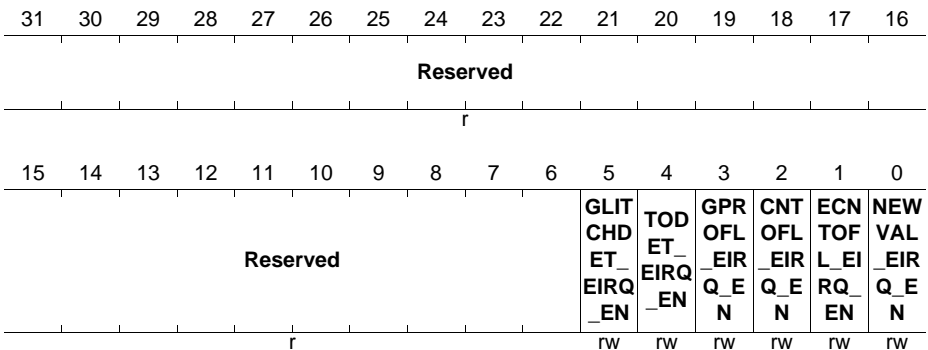 31 30 29 28 27 26 25 24 23 22 21 20 19 18 17 16
Reserved
r
15 14 13 12 11 10 9 8 7 6 5 4 3 2 1 0
Reserved
GLIT
CHD
ET_
EIRQ
_EN
TOD
ET_
EIRQ
_EN
GPR
OFL
_EIR
Q_E
N
CNT
OFL
_EIR
Q_E
N
ECN
TOF
L_EI
RQ_
EN
NEW
VAL
_EIR
Q_E
N
r rw rw rw rw rw rw